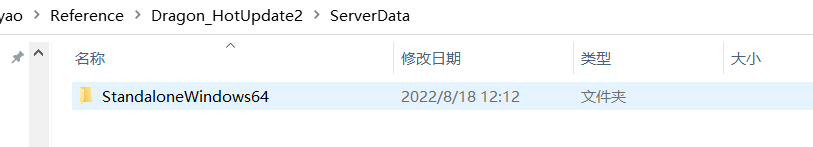 yao > Reference > Dragon_HotUpdate2 > ServerData
名称 修改日期 类型 大小
StandaloneWindows64 2022/8/18 12:12 文件夹